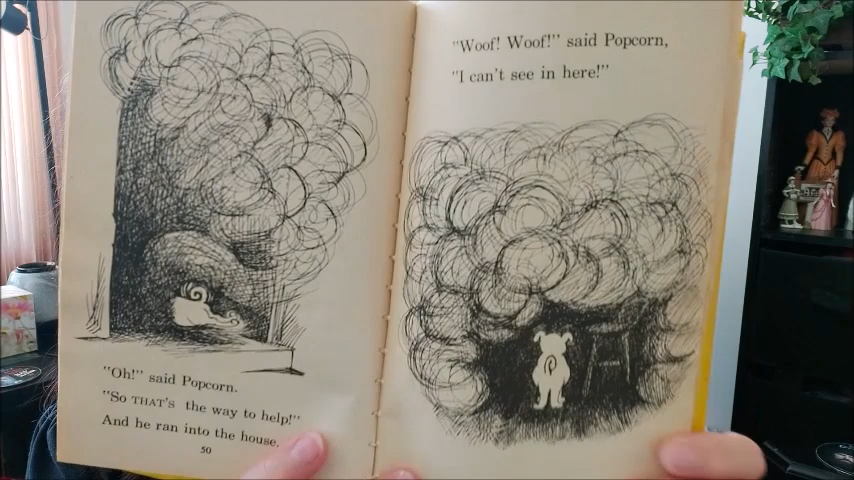 "Oh!" said Popcorn.
"So THAT'S the way to help!"
And he ran into the house.
50
"Woof! Woof!" said Popcorn,
"I can't see in here!"